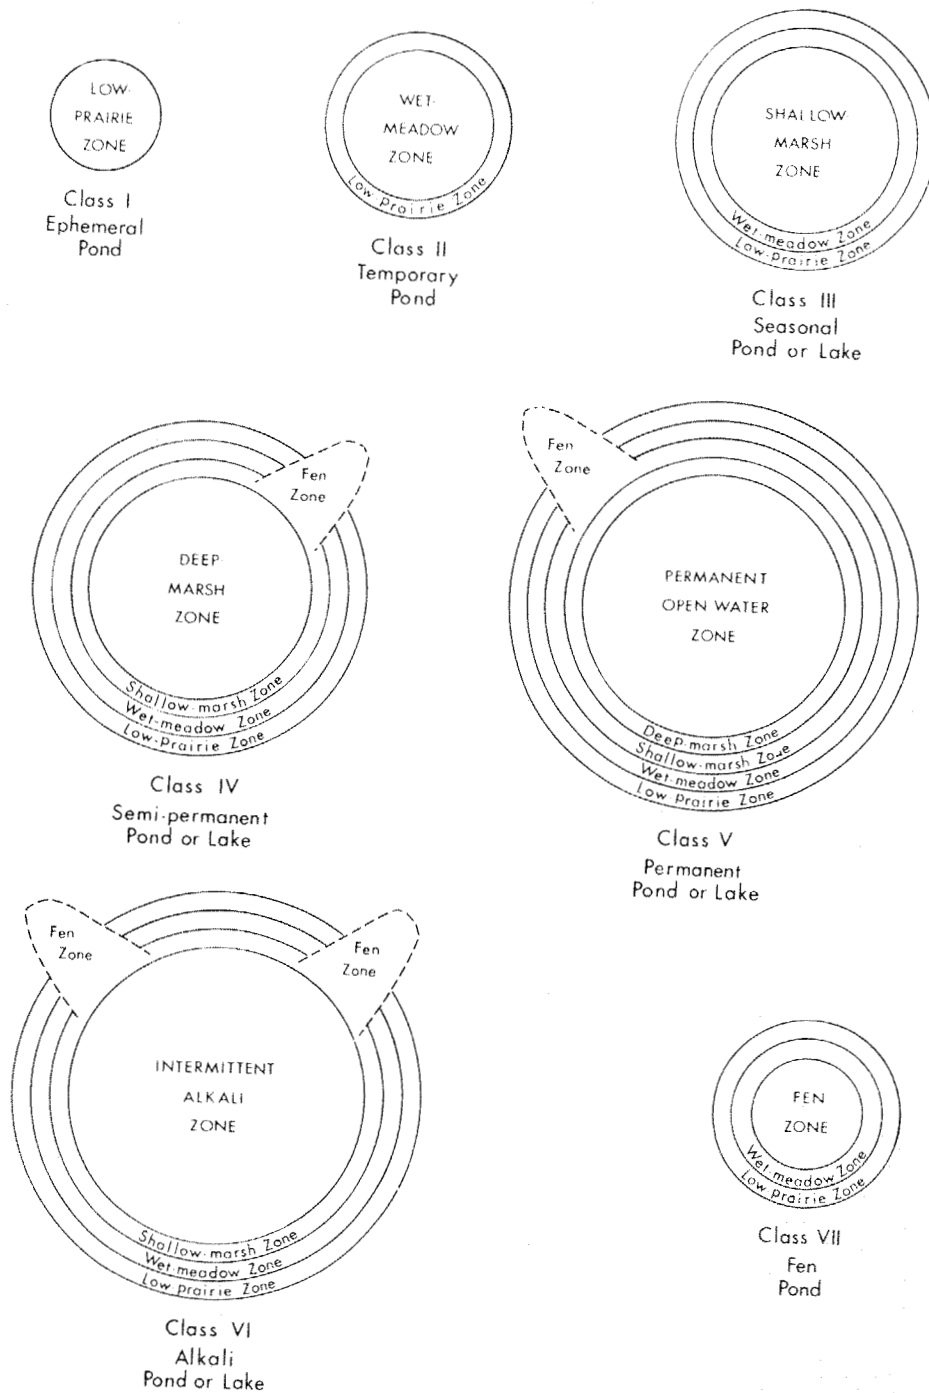 LOW-
PRAIRIE
ZONE
Class I
Ephemeral
Pond
WET-
MEADOW
ZONE
Low-Prairie Zone
Class II
Temporary
Pond
SHALLOW
MARSH
ZONE
Wet-meadow Zone
Low-prairie Zone
Class III
Seasonal
Pond or Lake
Fen
Zone
DEEP
MARSH
ZONE
Shallow-marsh Zone
Wet-meadow Zone
Low-prairie Zone
Class IV
Semi-permanent
Pond or Lake
Fen
Zone
PERMANENT
OPEN WATER
ZONE
Deep-marsh Zone
Shallow-marsh Zone
Wet-meadow Zone
Low prairie Zone
Class V
Permanent
Pond or Lake
Fen
Zone
Fen
Zone
INTERMITTENT
ALKALI
ZONE
Shallow-marsh Zone
Wet-meadow Zone
Low prairie Zone
Class VI
Alkali
Pond or Lake
FEN
ZONE
Wet-meadow Zone
Low prairie Zone
Class VII
Fen
Pond